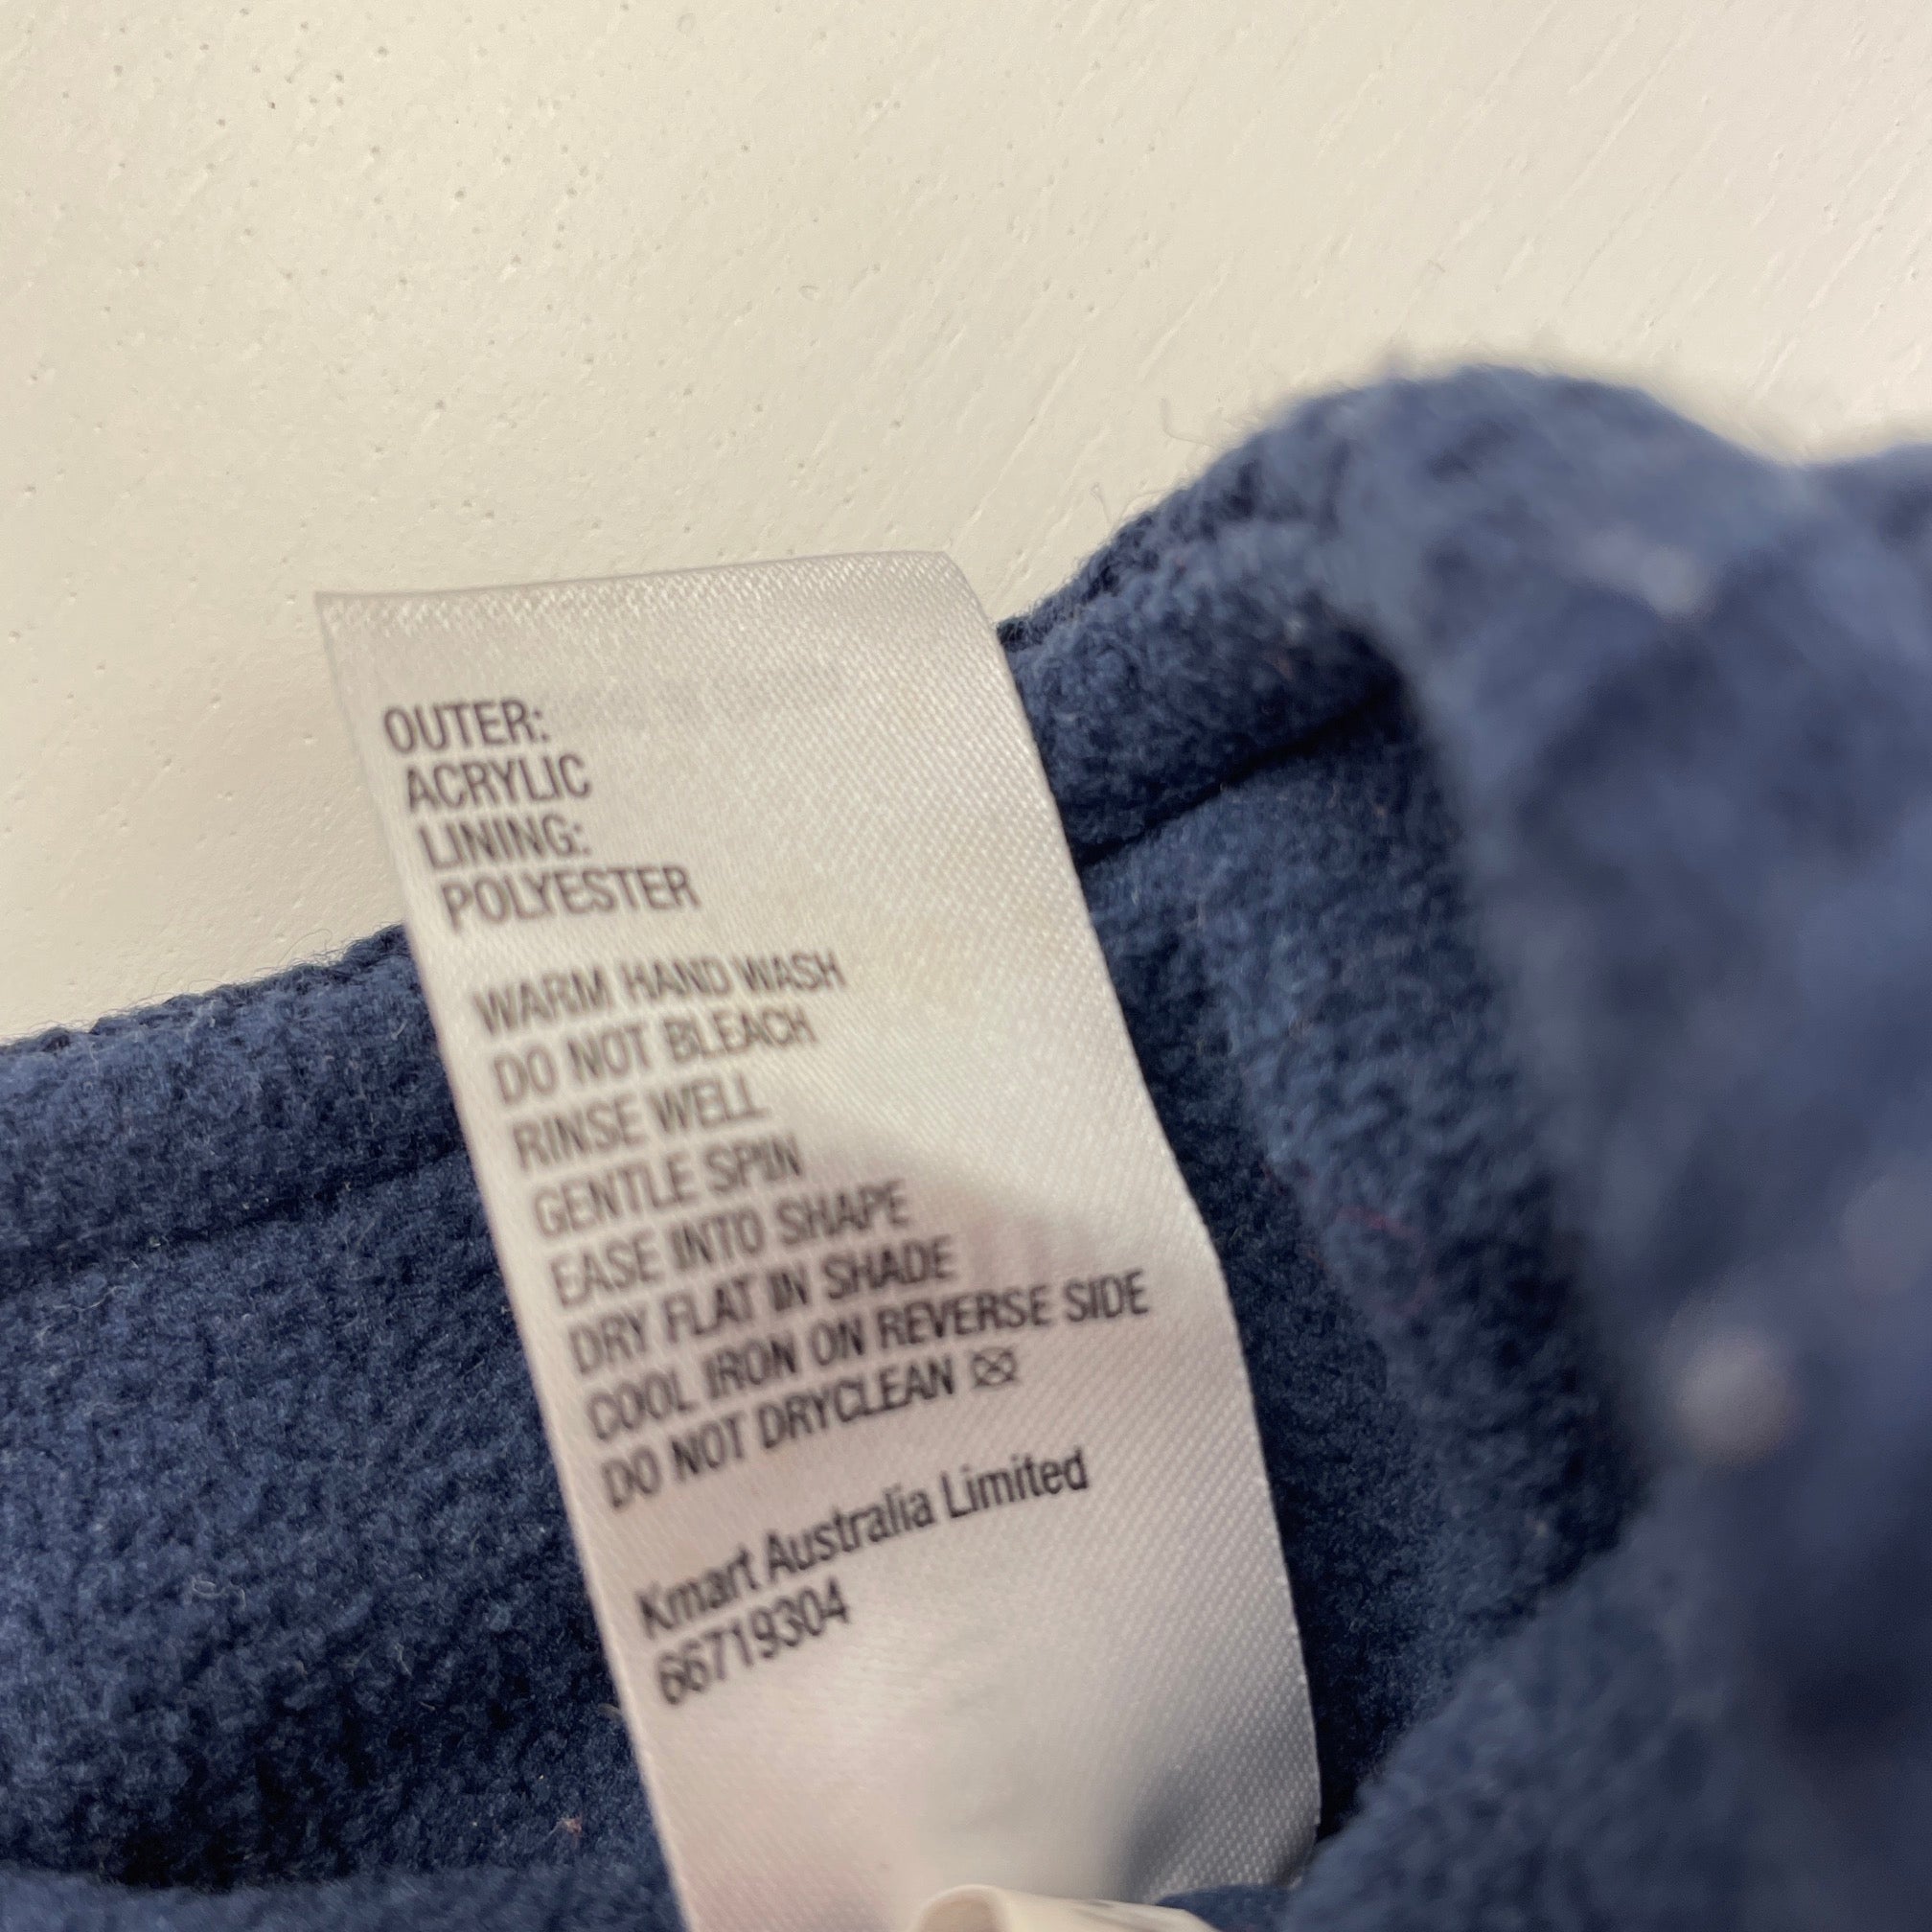 OUTER:
ACRYLIC
LINING:
POLYESTER
WARM HAND WASH
DO NOT BLEACH
RINSE WELL
GENTLE SPIN
EASE INTO SHAPE
DRY FLAT IN SHADE
COOL IRON ON REVERSE SIDE
DO NOT DRYCLEAN
Kmart Australia Limited
66719304